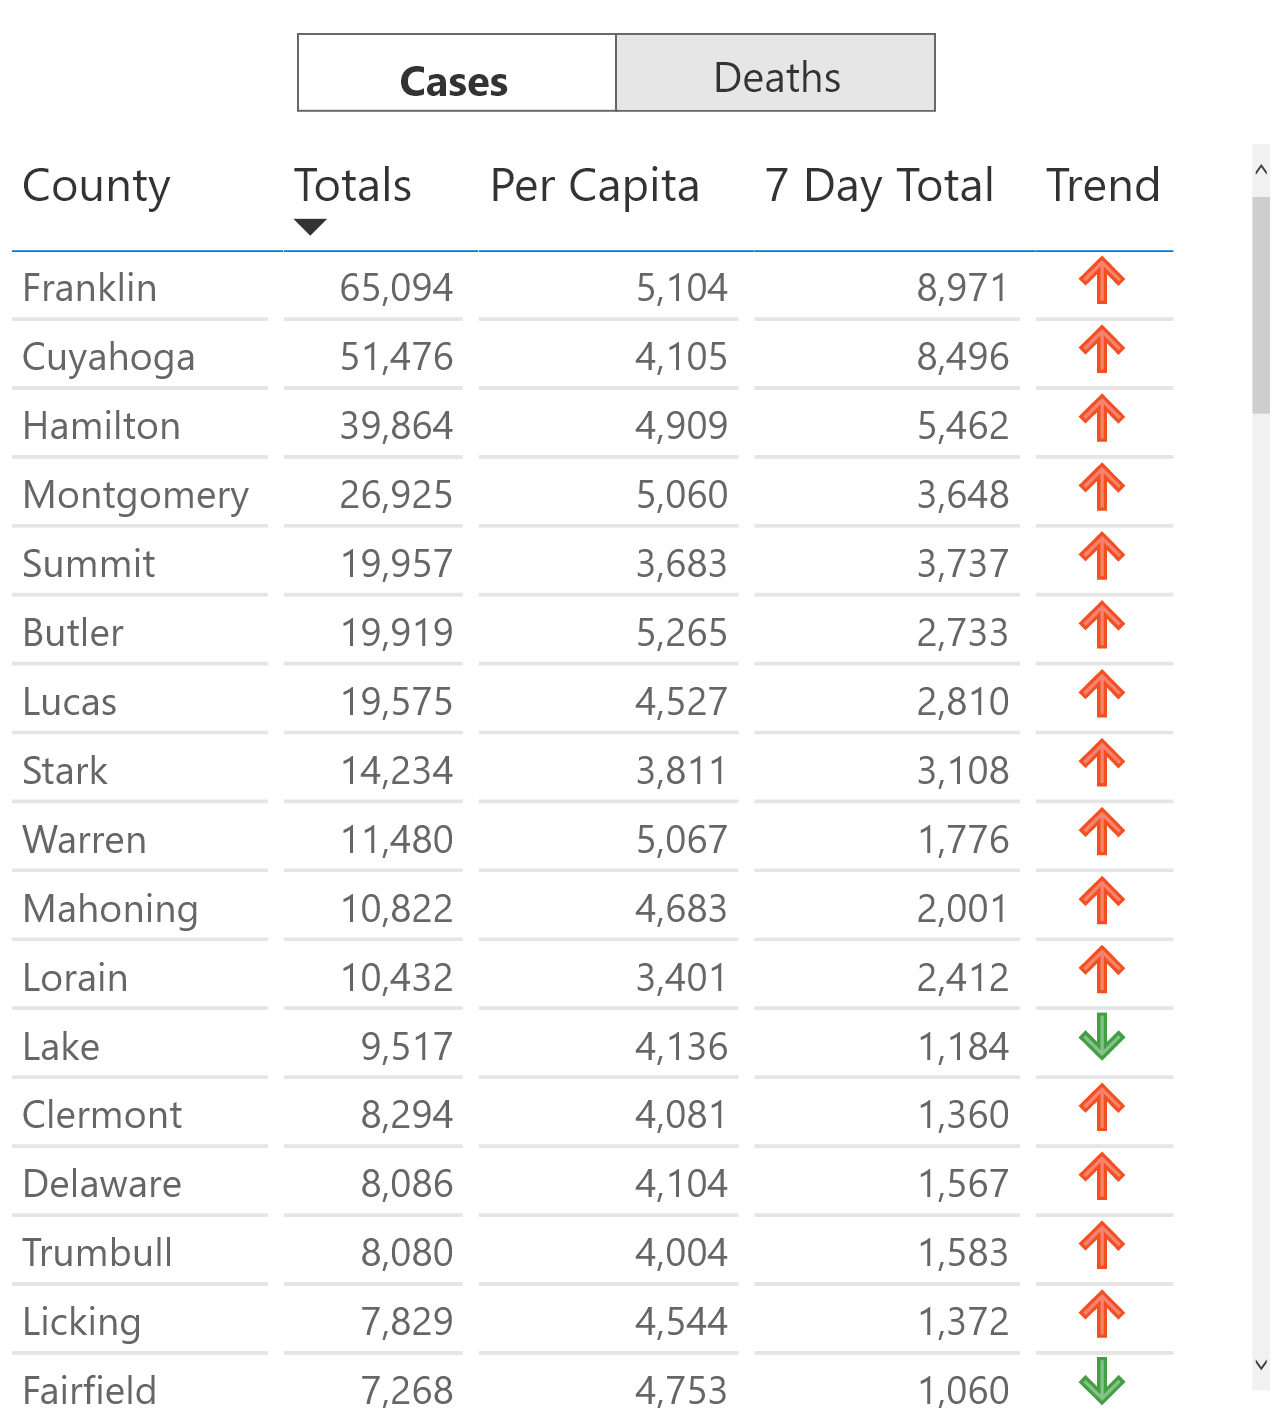 Cases Deaths
County Totals Per Capita 7 Day Total Trend
Franklin 65,094 5,104 8,971
Cuyahoga 51,476 4,105 8,496
Hamilton 39,864 4,909 5,462
Montgomery 26,925 5,060 3,648
Summit 19,957 3,683 3,737
Butler 19,919 5,265 2,733
Lucas 19,575 4,527 2,810
Stark 14,234 3,811 3,108
Warren 11,480 5,067 1,776
Mahoning 10,822 4,683 2,001
Lorain 10,432 3,401 2,412
Lake 9,517 4,136 1,184
Clermont 8,294 4,081 1,360
Delaware 8,086 4,104 1,567
Trumbull 8,080 4,004 1,583
Licking 7,829 4,544 1,372
Fairfield 7,268 4,753 1,060